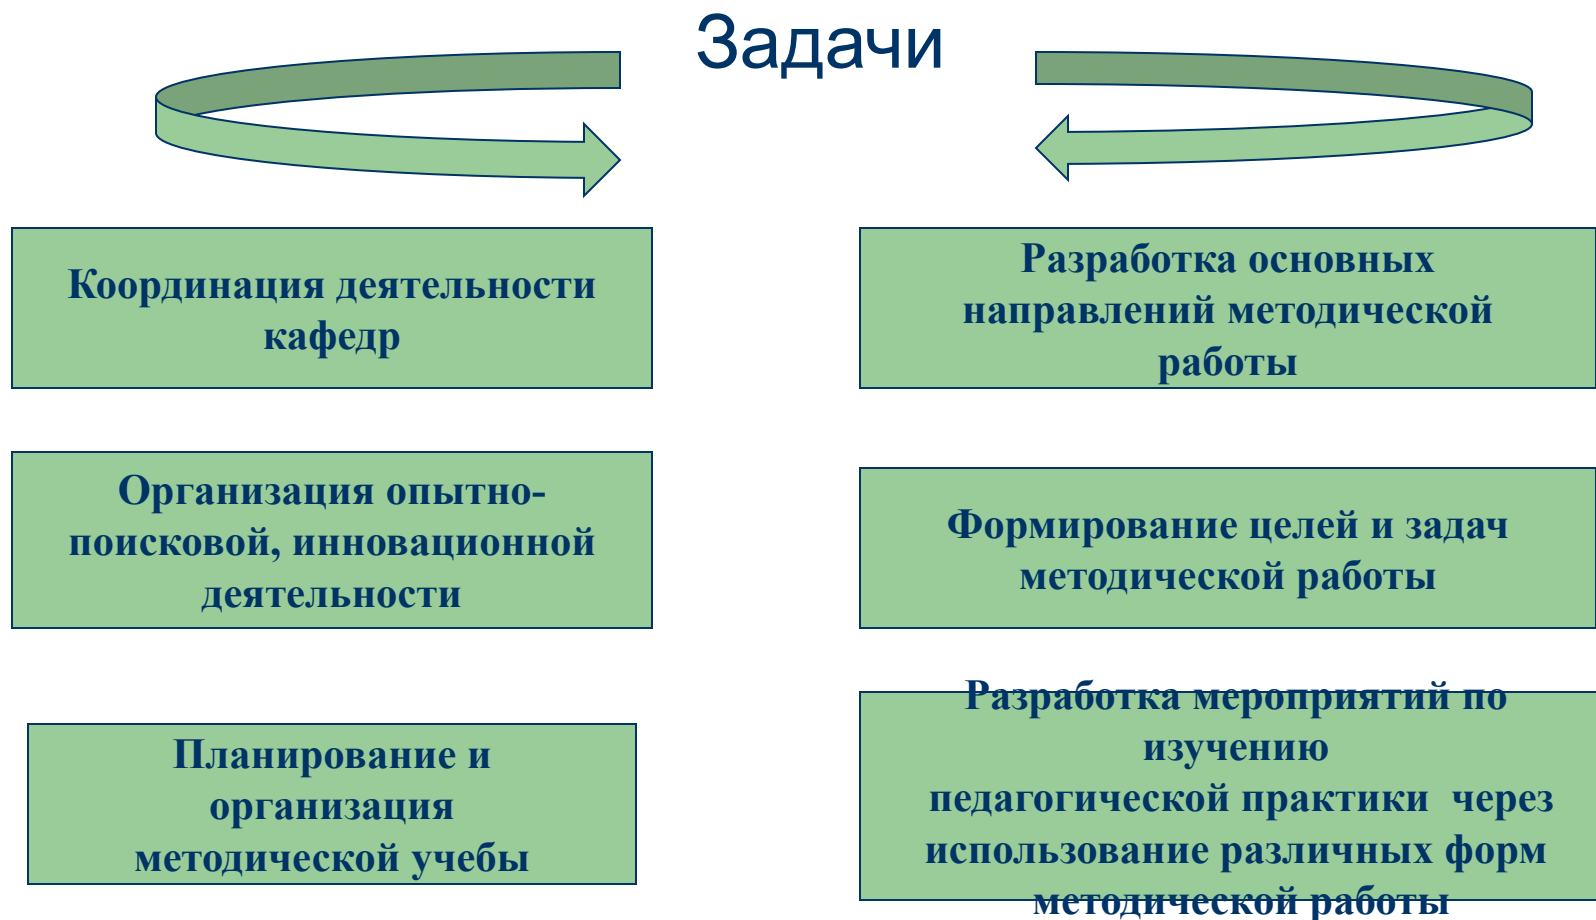 Задачи
Координация деятельности
кафедр
Разработка основных
направлений методической
работы
Организация опытно-
поисковой, инновационной
деятельности
Формирование целей и задач
методической работы
Планирование и
организация
методической учебы
Разработка мероприятий по
изучению
педагогической практики через
использование различных форм
методической работы